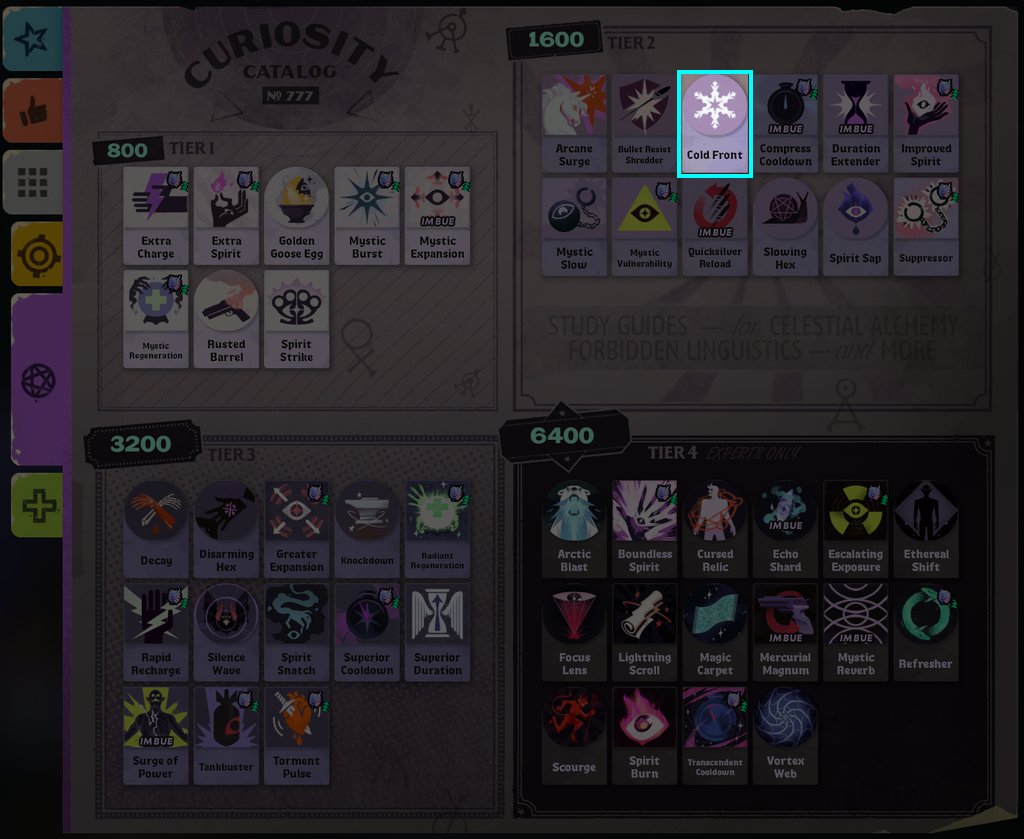 CURIOSITY
CATALOG
Nº 777
800 TIER 1
Extra Charge
Extra Spirit
Golden Goose Egg
Mystic Burst
IMBUE
Mystic Expansion
Mystic Regeneration
Rusted Barrel
Spirit Strike
1600 TIER 2
Arcane Surge
Bullet Resist Shredder
Cold Front
IMBUE
Compress Cooldown
IMBUE
Duration Extender
Improved Spirit
Mystic Slow
Mystic Vulnerability
IMBUE
Quicksilver Reload
Slowing Hex
Spirit Sap
Suppressor
STUDY GUIDES — for CELESTIAL ALCHEMY
FORBIDDEN LINGUISTICS — and MORE
3200 TIER 3
Decay
Disarming Hex
Greater Expansion
Knockdown
Radiant Regeneration
Rapid Recharge
Silence Wave
Spirit Snatch
Superior Cooldown
Superior Duration
IMBUE
Surge of Power
Tankbuster
Torment Pulse
6400 TIER 4 EXPERTS ONLY
Arctic Blast
Boundless Spirit
Cursed Relic
IMBUE
Echo Shard
Escalating Exposure
Ethereal Shift
Focus Lens
Lightning Scroll
Magic Carpet
IMBUE
Mercurial Magnum
IMBUE
Mystic Reverb
Refresher
Scourge
Spirit Burn
Transcendent Cooldown
Vortex Web